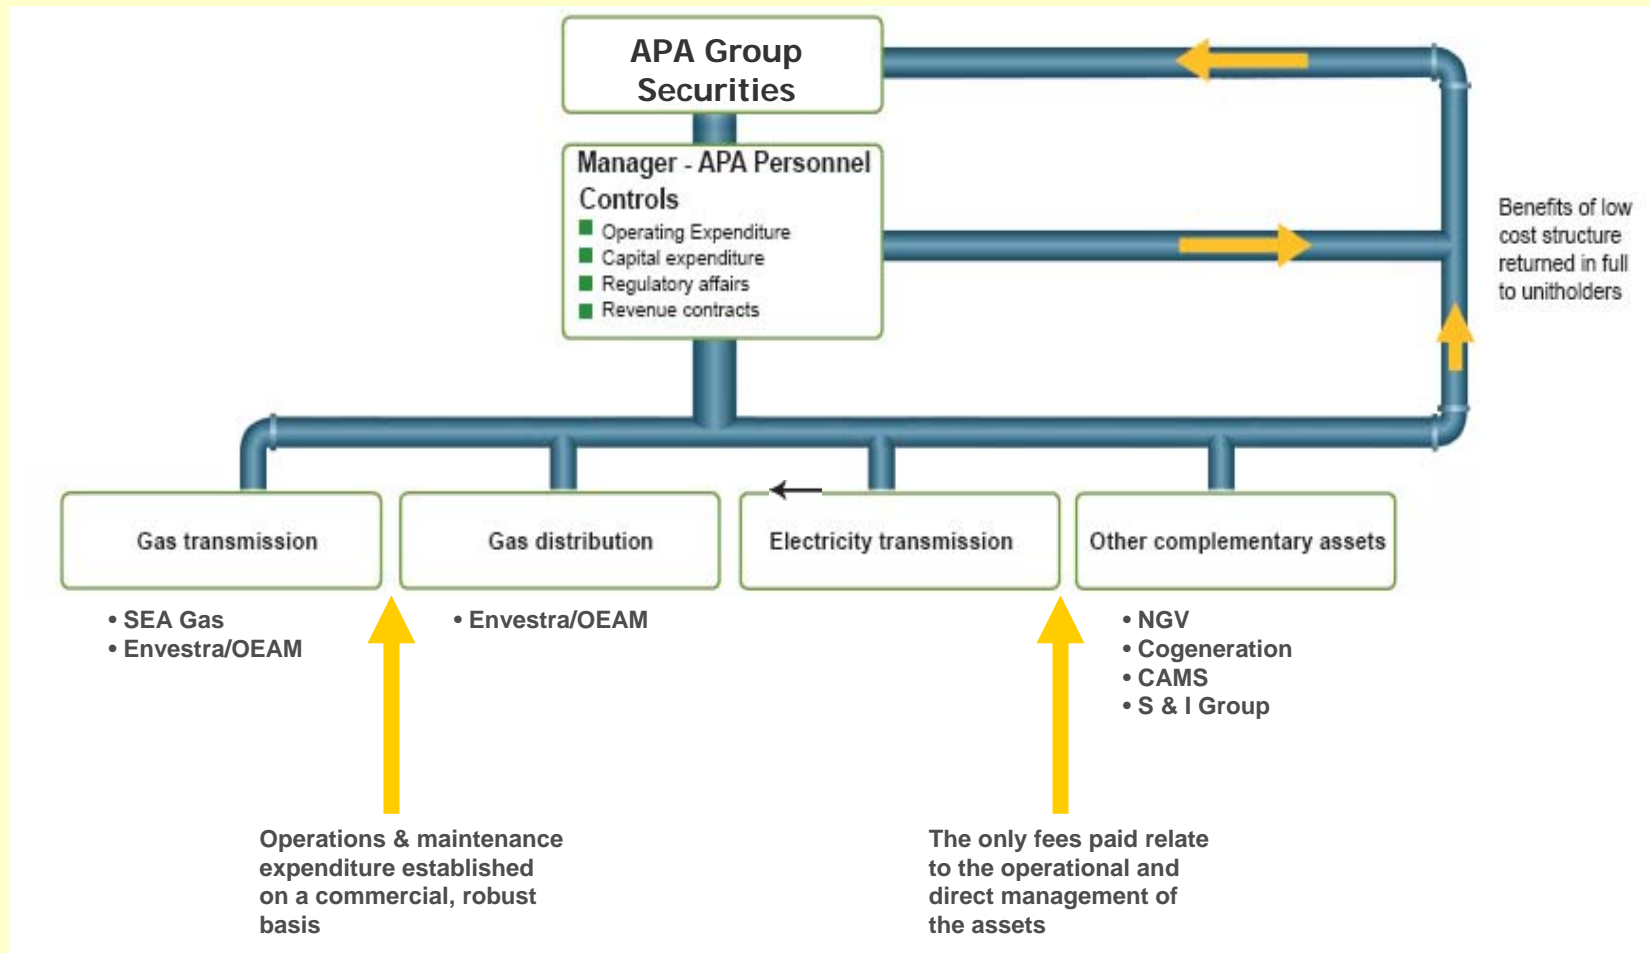 APA Group
Securities
Manager - APA Personnel
Controls
Operating Expenditure
Capital expenditure
Regulatory affairs
Revenue contracts
Benefits of low
cost structure
returned in full
to unitholders
Gas transmission
Gas distribution
Electricity transmission
Other complementary assets
• SEA Gas
• Envestra/OEAM
• Envestra/OEAM
• NGV
• Cogeneration
• CAMS
• S & I Group
Operations & maintenance
expenditure established
on a commercial, robust
basis
The only fees paid relate
to the operational and
direct management of
the assets